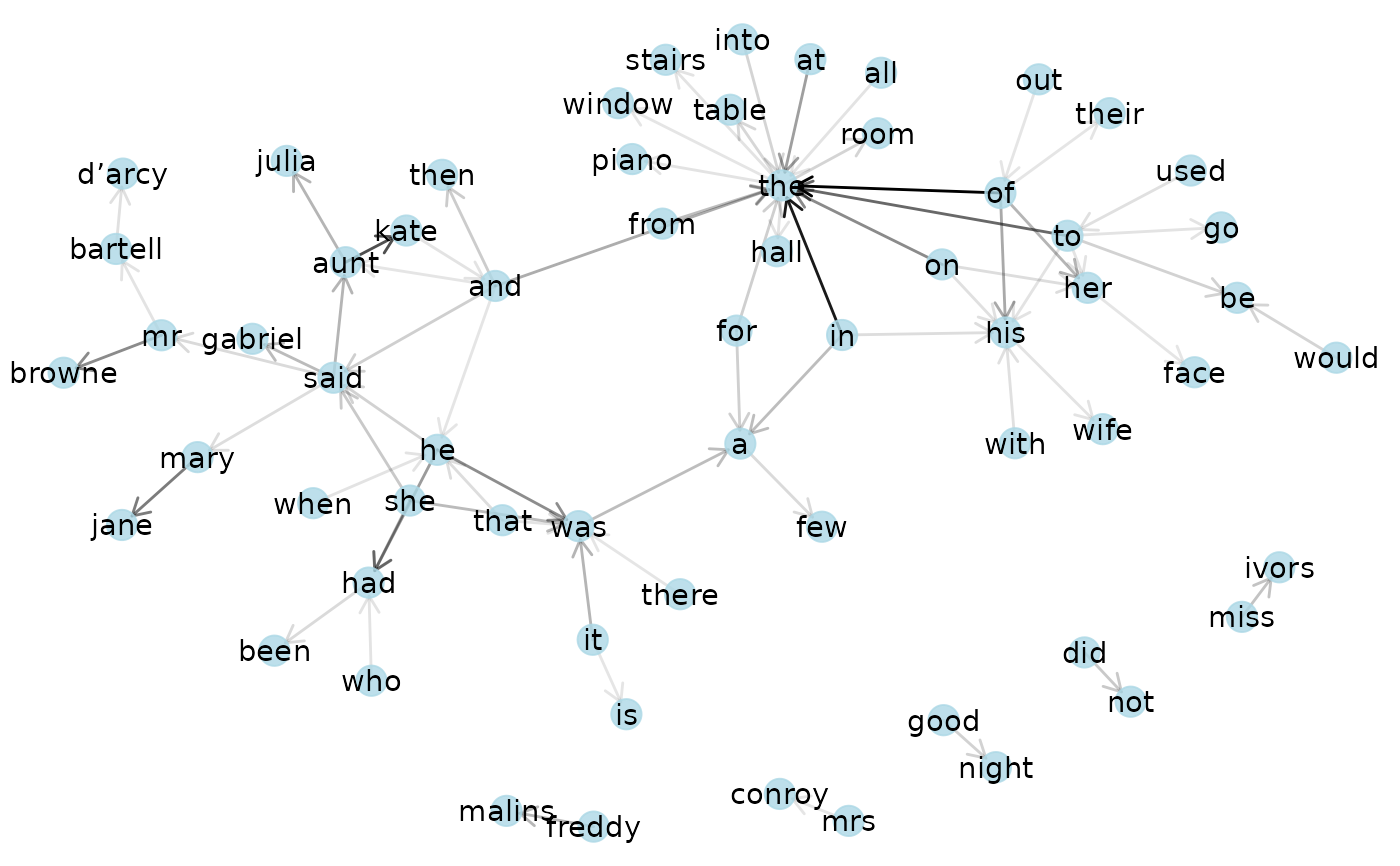 into
stairs
at
all
out
window
table
their
room
d’arcy
julia
then
piano
used
the
of
from
kate
go
to
bartell
aunt
hall
on
and
her
be
mr
gabriel
for
in
his
would
browne
said
face
mary
he
a
with
wife
when
she
that
was
few
jane
had
there
ivors
miss
been
it
did
who
is
not
good
night
conroy
malins
freddy
mrs